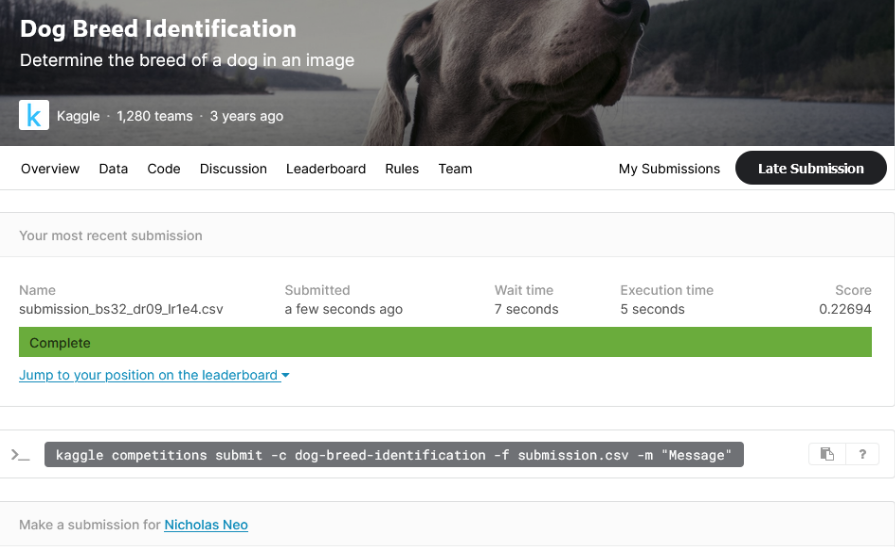 Dog Breed Identification
Determine the breed of a dog in an image
k Kaggle · 1,280 teams · 3 years ago
Overview Data Code Discussion Leaderboard Rules Team My Submissions Late Submission
Your most recent submission
Name Submitted Wait time Execution time Score
submission_bs32_dr09_lr1e4.csv a few seconds ago 7 seconds 5 seconds 0.22694
Complete
Jump to your position on the leaderboard
>_ kaggle competitions submit -c dog-breed-identification -f submission.csv -m "Message" ?
Make a submission for Nicholas Neo